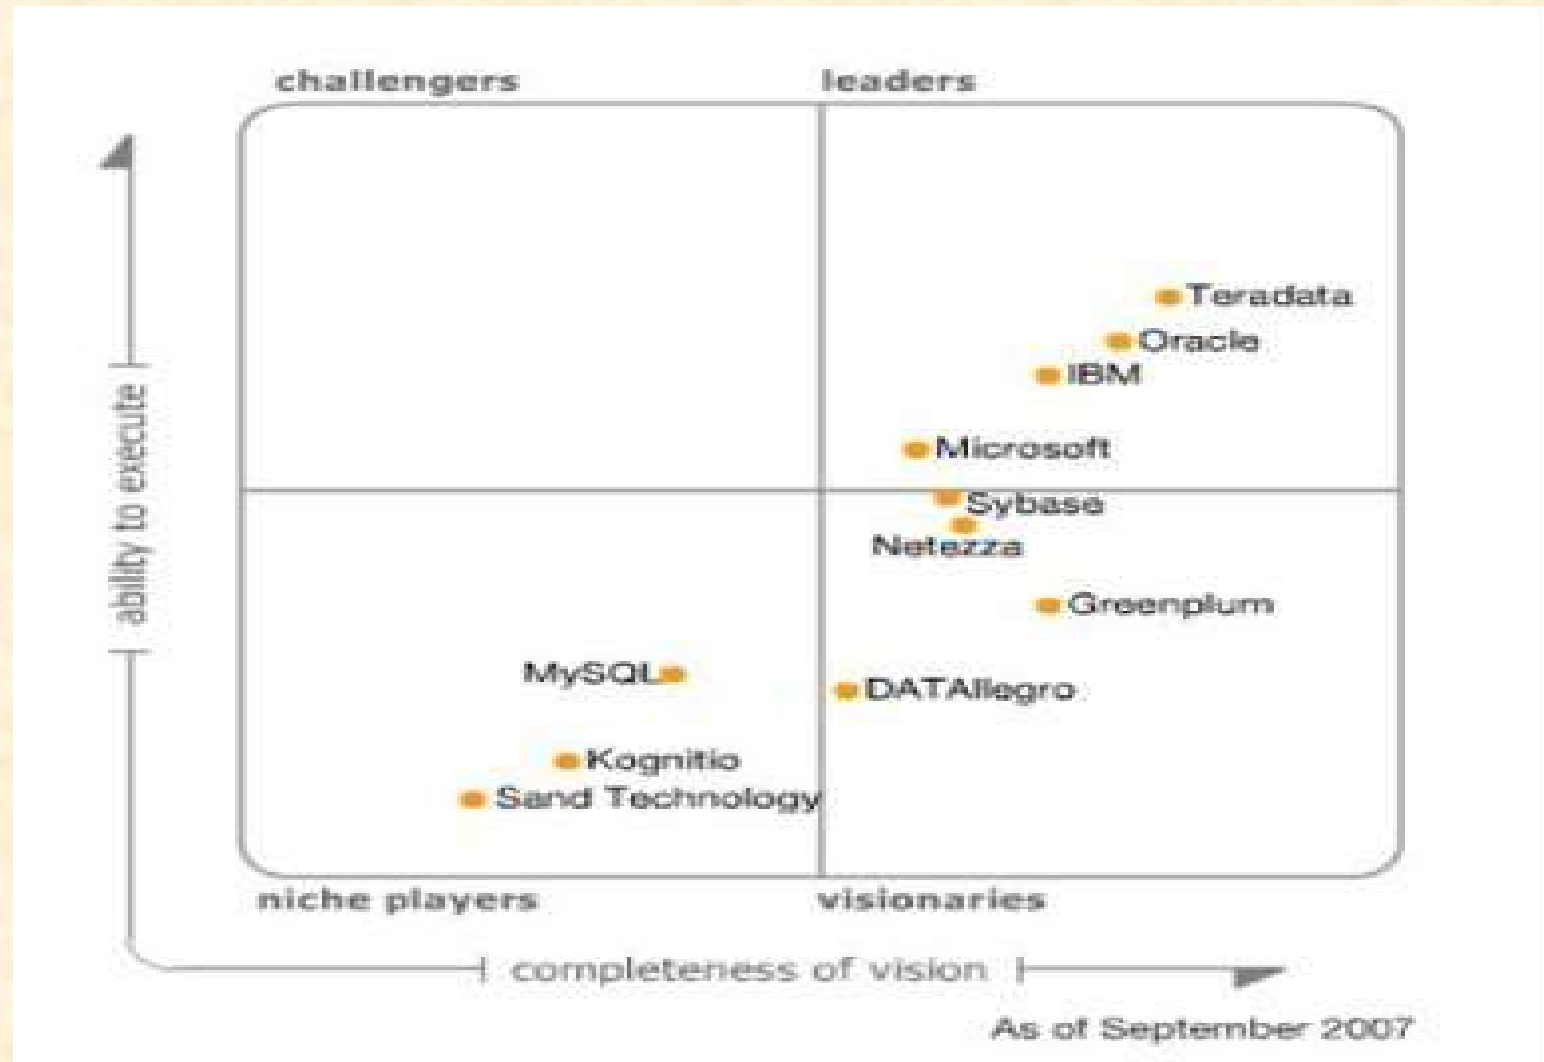 challengers
leaders
Teradata
Oracle
IBM
Microsoft
Sybase
Netezza
Greenplum
MySQL
DATAllegro
Kognitio
Sand Technology
niche players
visionaries
ability to execute
completeness of vision
As of September 2007